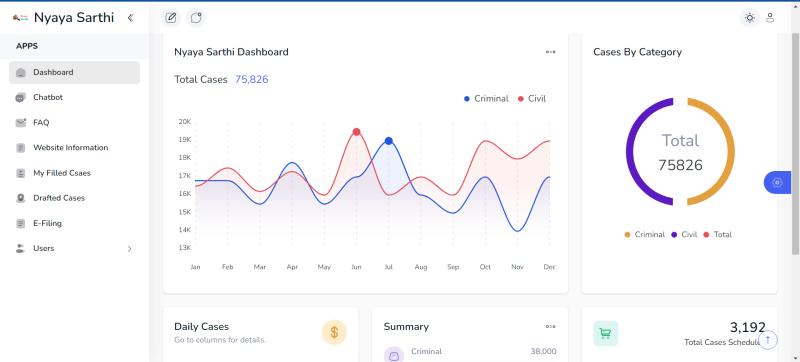 Nyaya Sarthi
APPS
Dashboard
Chatbot
FAQ
Website Information
My Filled Csaes
Drafted Cases
E-Filing
Users
Nyaya Sarthi Dashboard
Total Cases 75,826
Criminal Civil
20K
19K
18K
17K
16K
15K
14K
13K
Jan Feb Mar Apr May Jun Jul Aug Sep Oct Nov Dec
Cases By Category
Total
75826
Criminal Civil Total
Daily Cases
Go to columns for details.
$
Summary
Criminal 38,000
3,192
Total Cases Schedule